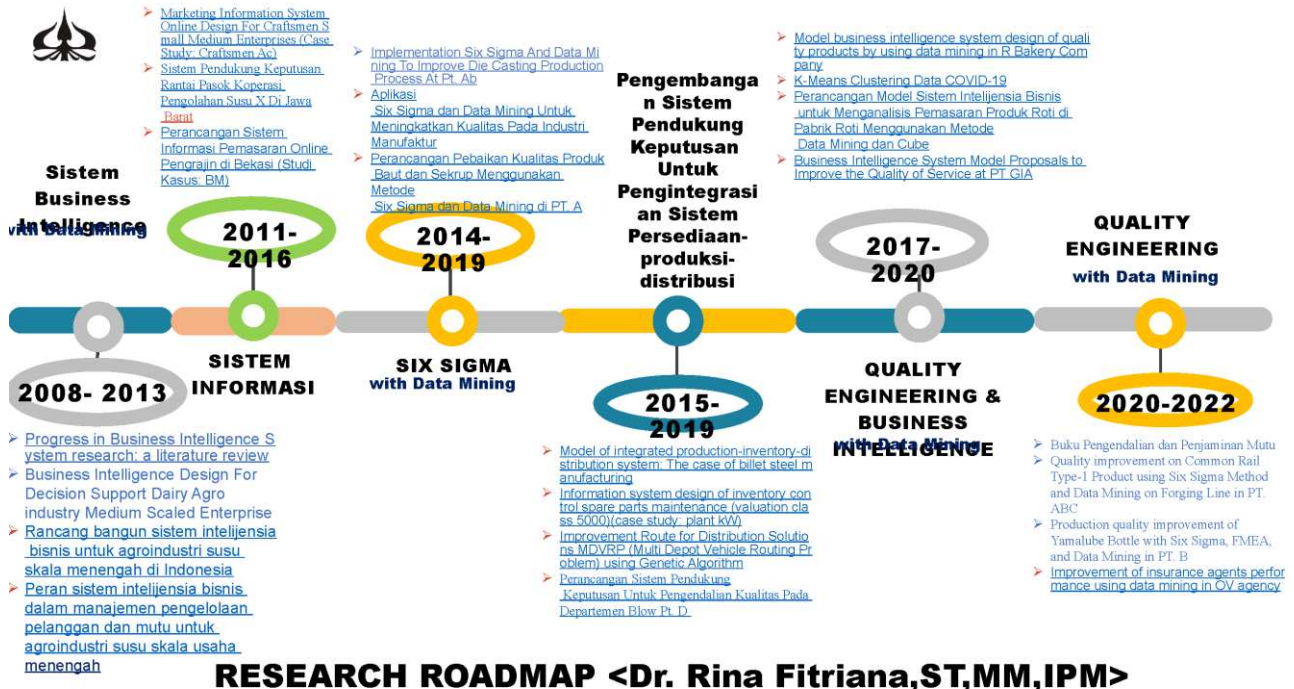 Marketing Information System
Online Design For Craftsmen S
mall Medium Enterprises (Case
Study: Craftsmen Ac)
Sistem Pendukung Keputusan
Rantai Pasok Koperasi
Pengolahan Susu X Di Jawa
Barat
Perancangan Sistem
Informasi Pemasaran Online
Pengrajin di Bekasi (Studi
Kasus: BM)
Implementation Six Sigma And Data Mi
ning To Improve Die Casting Production
Process At Pt. Ab
Aplikasi
Six Sigma dan Data Mining Untuk
Meningkatkan Kualitas Pada Industri
Manufaktur
Perancangan Pebaikan Kualitas Produk
Baut dan Sekrup Menggunakan
Metode
Six Sigma dan Data Mining di PT. A
Pengembanga
n Sistem
Pendukung
Keputusan
Untuk
Pengintegrasi
an Sistem
Persediaan-
produksi-
distribusi
Model business intelligence system design of quali
ty products by using data mining in R Bakery Com
pany
K-Means Clustering Data COVID-19
Perancangan Model Sistem Intelijensia Bisnis
untuk Menganalisis Pemasaran Produk Roti di
Pabrik Roti Menggunakan Metode
Data Mining dan Cube
Business Intelligence System Model Proposals to
Improve the Quality of Service at PT GIA
Sistem
Business
Intelligence
with Data Mining
2011-
2016
2014-
2019
2017-
2020
QUALITY
ENGINEERING
with Data Mining
2008- 2013
SISTEM
INFORMASI
SIX SIGMA
with Data Mining
2015-
2019
QUALITY
ENGINEERING &
BUSINESS
INTELLIGENCE
with Data Mining
2020-2022
Progress in Business Intelligence S
ystem research: a literature review
Business Intelligence Design For
Decision Support Dairy Agro
industry Medium Scaled Enterprise
Rancang bangun sistem intelijensia
bisnis untuk agroindustri susu
skala menengah di Indonesia
Peran sistem intelijensia bisnis
dalam manajemen pengelolaan
pelanggan dan mutu untuk
agroindustri susu skala usaha
menengah
Model of integrated production-inventory-di
stribution system: The case of billet steel m
anufacturing
Information system design of inventory con
trol spare parts maintenance (valuation cla
ss 5000)(case study: plant kW)
Improvement Route for Distribution Solutio
ns MDVRP (Multi Depot Vehicle Routing Pr
oblem) using Genetic Algorithm
Perancangan Sistem Pendukung
Keputusan Untuk Pengendalian Kualitas Pada
Departemen Blow Pt. D
Buku Pengendalian dan Penjaminan Mutu
Quality improvement on Common Rail
Type-1 Product using Six Sigma Method
and Data Mining on Forging Line in PT.
ABC
Production quality improvement of
Yamalube Bottle with Six Sigma, FMEA,
and Data Mining in PT. B
Improvement of insurance agents perfor
mance using data mining in OV agency
RESEARCH ROADMAP <Dr. Rina Fitriana,ST,MM,IPM>